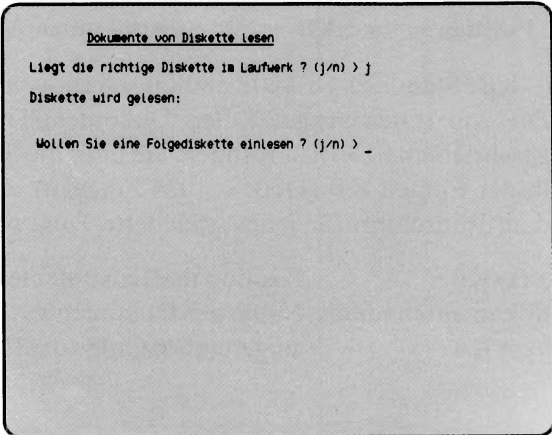 Dokumente von Diskette lesen
Liegt die richtige Diskette im Laufwerk ? (j/n) > j
Diskette wird gelesen:
Wollen Sie eine Folgediskette einlesen ? (j/n) > _